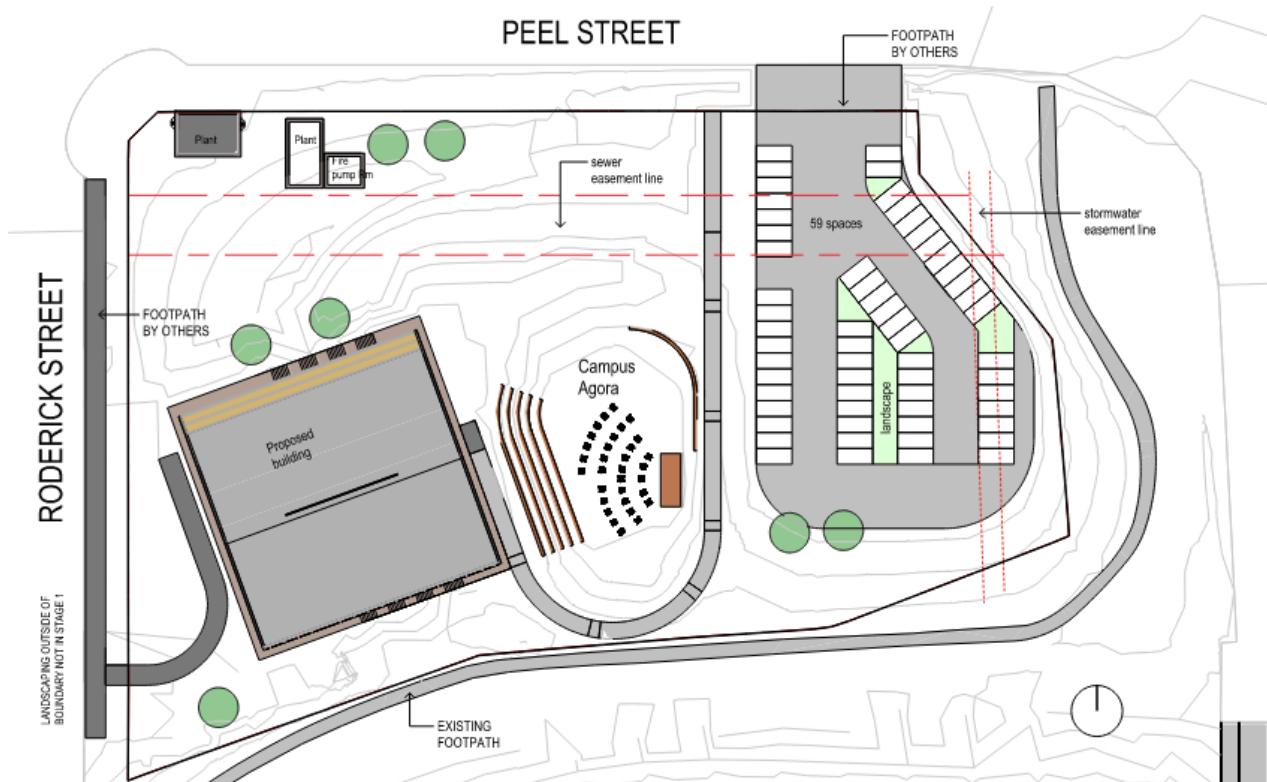 PEEL STREET
FOOTPATH
BY OTHERS
Plant
Plant
Fire
pump Rm
sewer
easement line
59 spaces
stormwater
easement line
RODERICK STREET
FOOTPATH
BY OTHERS
Campus
Agora
Proposed
building
landscape
LANDSCAPING OUTSIDE OF
BOUNDARY NOT IN STAGE 1
EXISTING
FOOTPATH